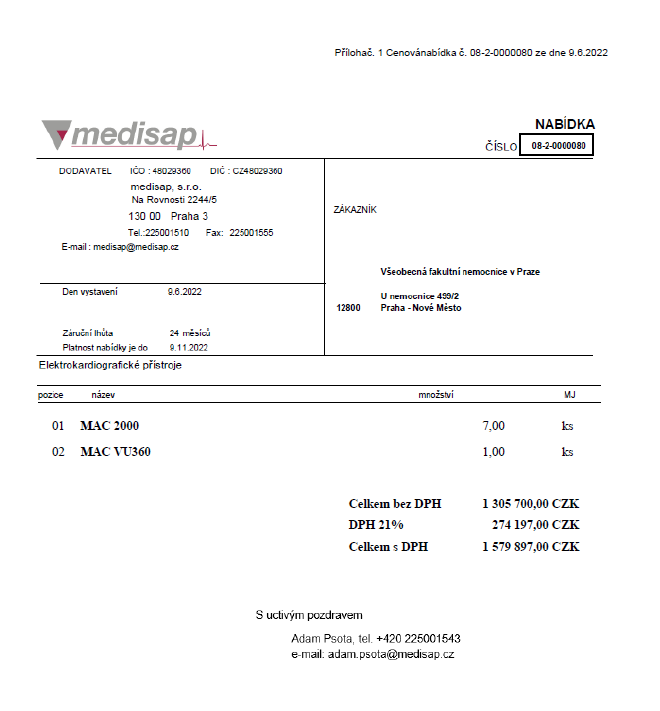 Přílohač. 1 Cenovánabídka č. 08-2-0000080 ze dne 9.6.2022
medisap
NABÍDKA
ČÍSLO 08-2-0000080
DODAVATEL IČO : 48029360 DIČ : CZ48029360
medisap, s.r.o.
Na Rovnosti 2244/5
130 00 Praha 3
Tel.:225001510 Fax: 225001555
E-mail : medisap@medisap.cz
ZÁKAZNÍK
Všeobecná fakultní nemocnice v Praze
U nemocnice 499/2
12800 Praha - Nové Město
Den vystavení 9.6.2022
Záruční lhůta 24 měsíců
Platnost nabídky je do 9.11.2022
Elektrokardiografické přístroje
pozice název množství MJ
01 MAC 2000 7,00 ks
02 MAC VU360 1,00 ks
Celkem bez DPH 1 305 700,00 CZK
DPH 21% 274 197,00 CZK
Celkem s DPH 1 579 897,00 CZK
S uctivým pozdravem
Adam Psota, tel. +420 225001543
e-mail: adam.psota@medisap.cz